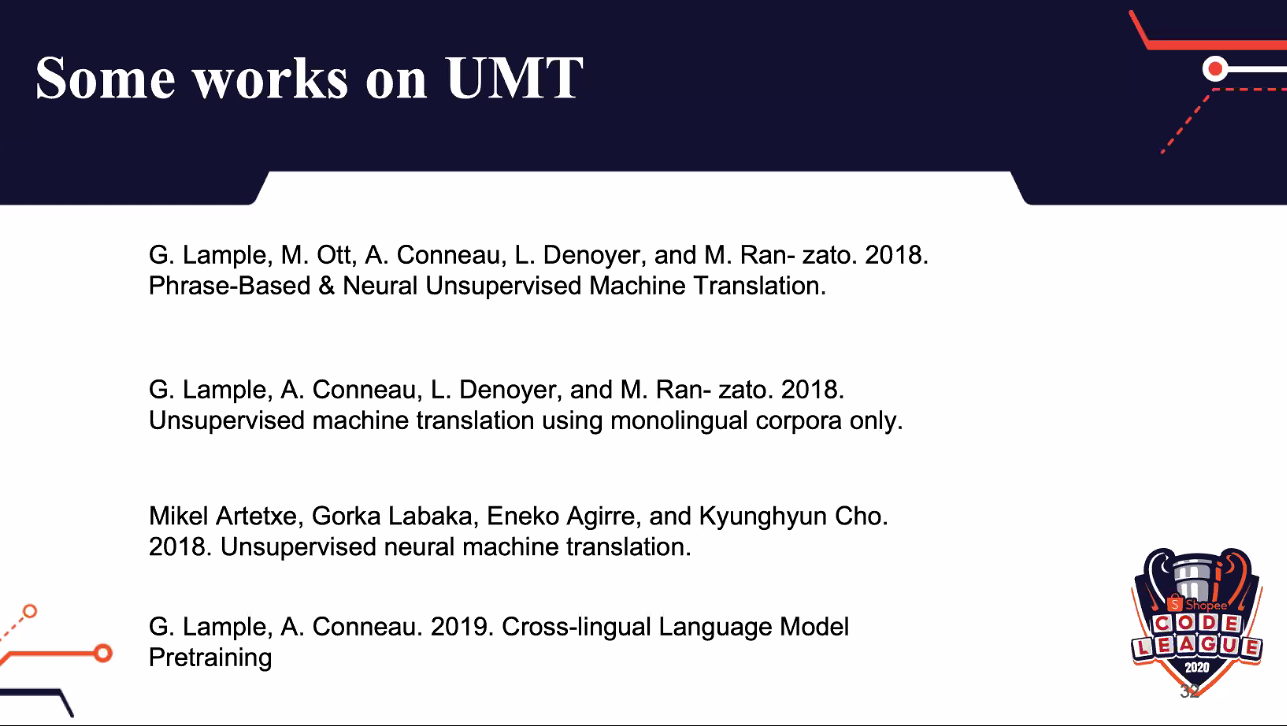 Some works on UMT
G. Lample, M. Ott, A. Conneau, L. Denoyer, and M. Ran- zato. 2018.
Phrase-Based & Neural Unsupervised Machine Translation.
G. Lample, A. Conneau, L. Denoyer, and M. Ran- zato. 2018.
Unsupervised machine translation using monolingual corpora only.
Mikel Artetxe, Gorka Labaka, Eneko Agirre, and Kyunghyun Cho.
2018. Unsupervised neural machine translation.
G. Lample, A. Conneau. 2019. Cross-lingual Language Model
Pretraining
Shopee
CODE
LEAGUE
2020
32